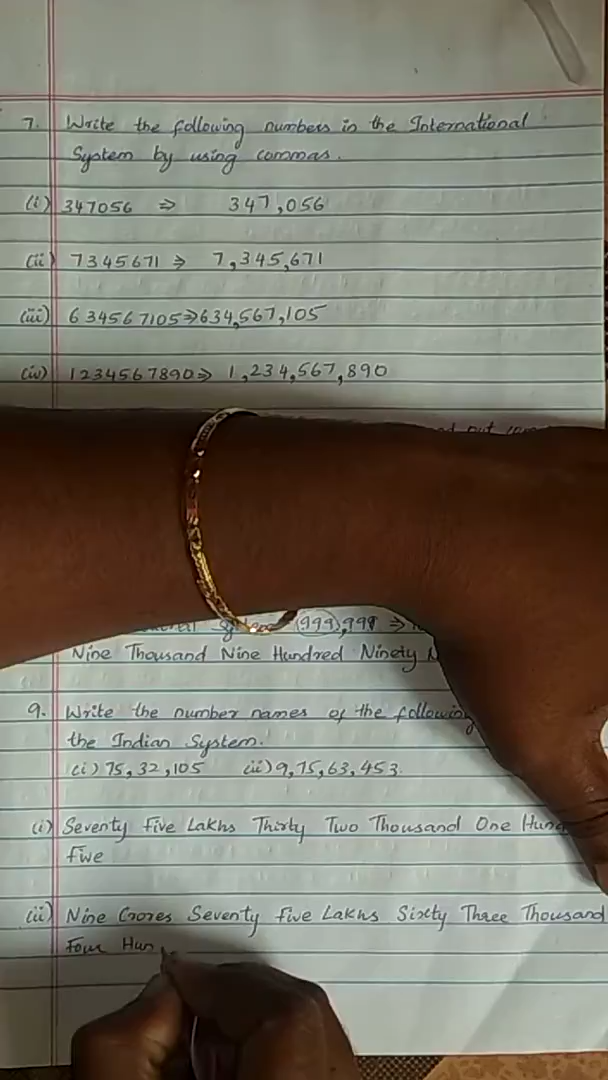 7. Write the following numbers in the International
System by using commas.
(i) 347056 ⇒ 347,056
(ii) 7345671 ⇒ 7,345,671
(iii) 634567105⇒634,567,105
(iv) 1234567890⇒ 1,234,567,890
out
(999),999 ⇒
Nine Thousand Nine Hundred Ninety
9. Write the number names of the following
the Indian System.
(i) 75,32,105 (ii) 9,75,63,453.
(i) Seventy Five Lakhs Thirty Two Thousand One
Five
(ii) Nine Crores Seventy Five Lakhs Sixty Three Thousand
Four Hun